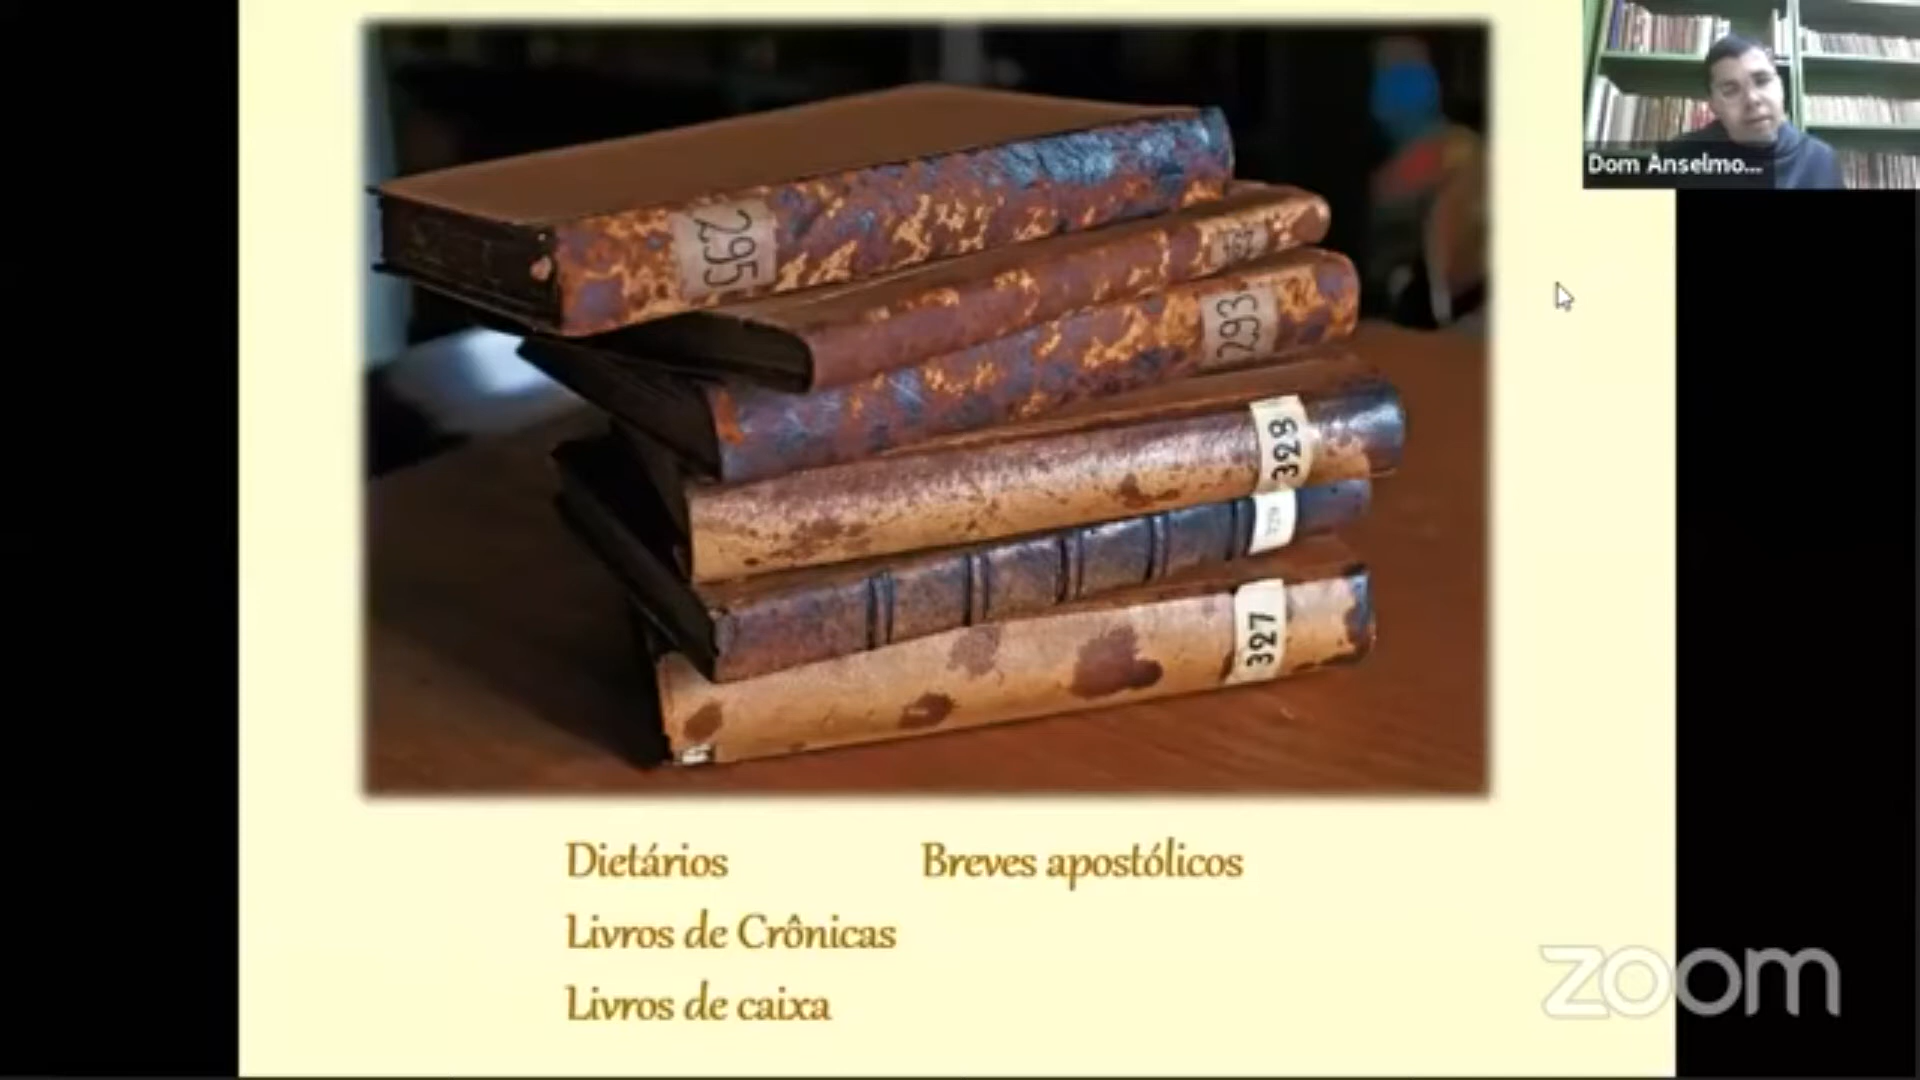 Dom Anselmo...
295
293
328
327
Dietários
Breves apostólicos
Livros de Crônicas
Livros de caixa
zoom